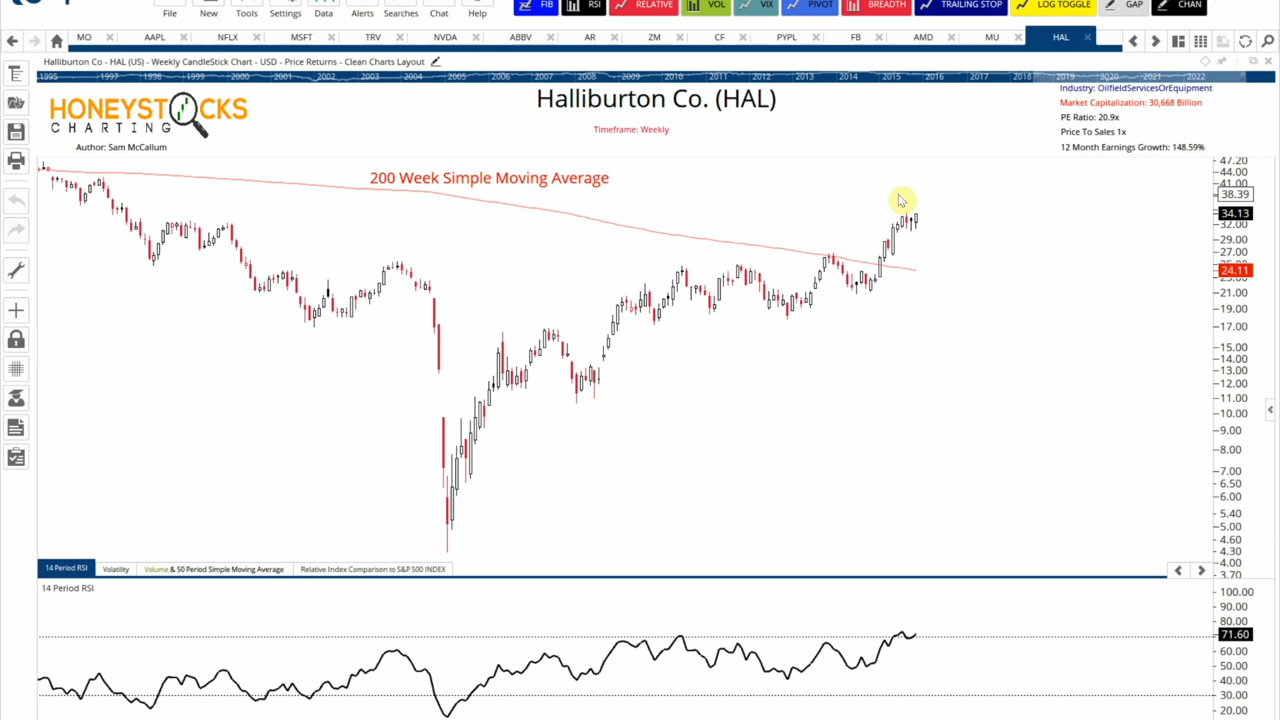 File New Tools Settings Data Alerts Searches Chat Help FIB RSI RELATIVE VOL VIX PIVOT BREADTH TRAILING STOP LOG TOGGLE GAP CHAN
MO AAPL NFLX MSFT TRV NVDA ABBV AR ZM CF PYPL FB AMD MU HAL
Halliburton Co - HAL (US) - Weekly CandleStick Chart - USD - Price Returns - Clean Charts Layout
1995 1997 1998 1999 2000 2001 2002 2003 2004 2005 2006 2007 2008 2009 2010 2011 2012 2013 2014 2015 2016 2017 2018 2019 2020 2021 2022
HONEYSTOCKS
CHARTING
Author: Sam McCallum
Halliburton Co. (HAL)
Timeframe: Weekly
Industry: OilfieldServicesOrEquipment
Market Capitalization: 30,668 Billion
PE Ratio: 20.9x
Price To Sales 1x
12 Month Earnings Growth: 148.59%
200 Week Simple Moving Average
47.20
44.00
41.00
38.39
34.13
32.00
29.00
27.00
24.11
21.00
19.00
17.00
15.00
14.00
13.00
12.00
11.00
10.00
9.00
8.00
7.00
6.50
6.00
5.40
5.00
4.60
4.30
4.00
3.70
14 Period RSI Volatility Volume & 50 Period Simple Moving Average Relative Index Comparison to S&P 500 INDEX
14 Period RSI
100.00
90.00
80.00
71.60
60.00
50.00
40.00
30.00
20.00